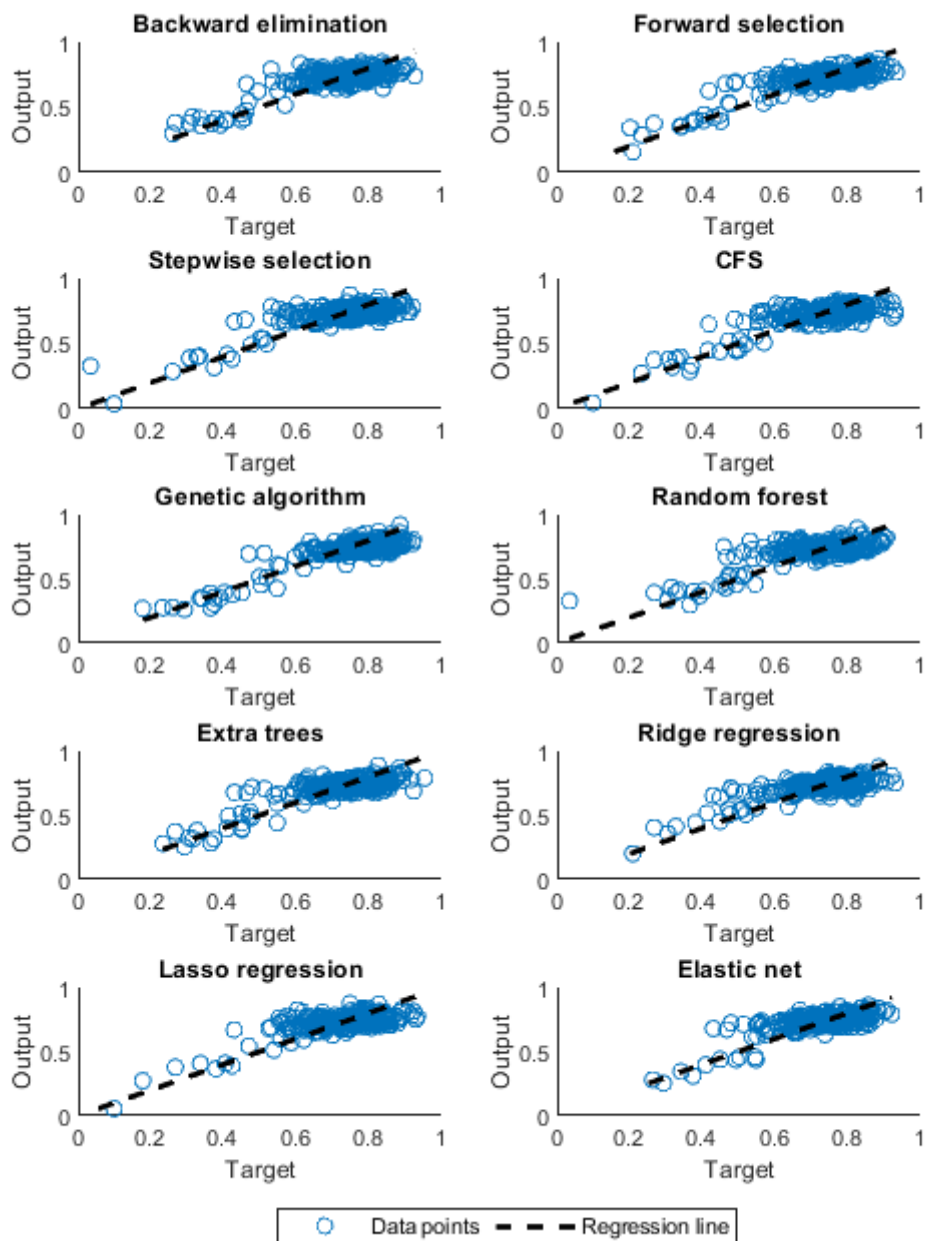 Backward elimination
Forward selection
1
0.5
0
Output
0 0.2 0.4 0.6 0.8 1
Target
1
0.5
0
Output
0 0.2 0.4 0.6 0.8 1
Target
Stepwise selection
CFS
1
0.5
0
Output
0 0.2 0.4 0.6 0.8 1
Target
1
0.5
0
Output
0 0.2 0.4 0.6 0.8 1
Target
Genetic algorithm
Random forest
1
0.5
0
Output
0 0.2 0.4 0.6 0.8 1
Target
1
0.5
0
Output
0 0.2 0.4 0.6 0.8 1
Target
Extra trees
Ridge regression
1
0.5
0
Output
0 0.2 0.4 0.6 0.8 1
Target
1
0.5
0
Output
0 0.2 0.4 0.6 0.8 1
Target
Lasso regression
Elastic net
1
0.5
0
Output
0 0.2 0.4 0.6 0.8 1
Target
1
0.5
0
Output
0 0.2 0.4 0.6 0.8 1
Target
Data points Regression line